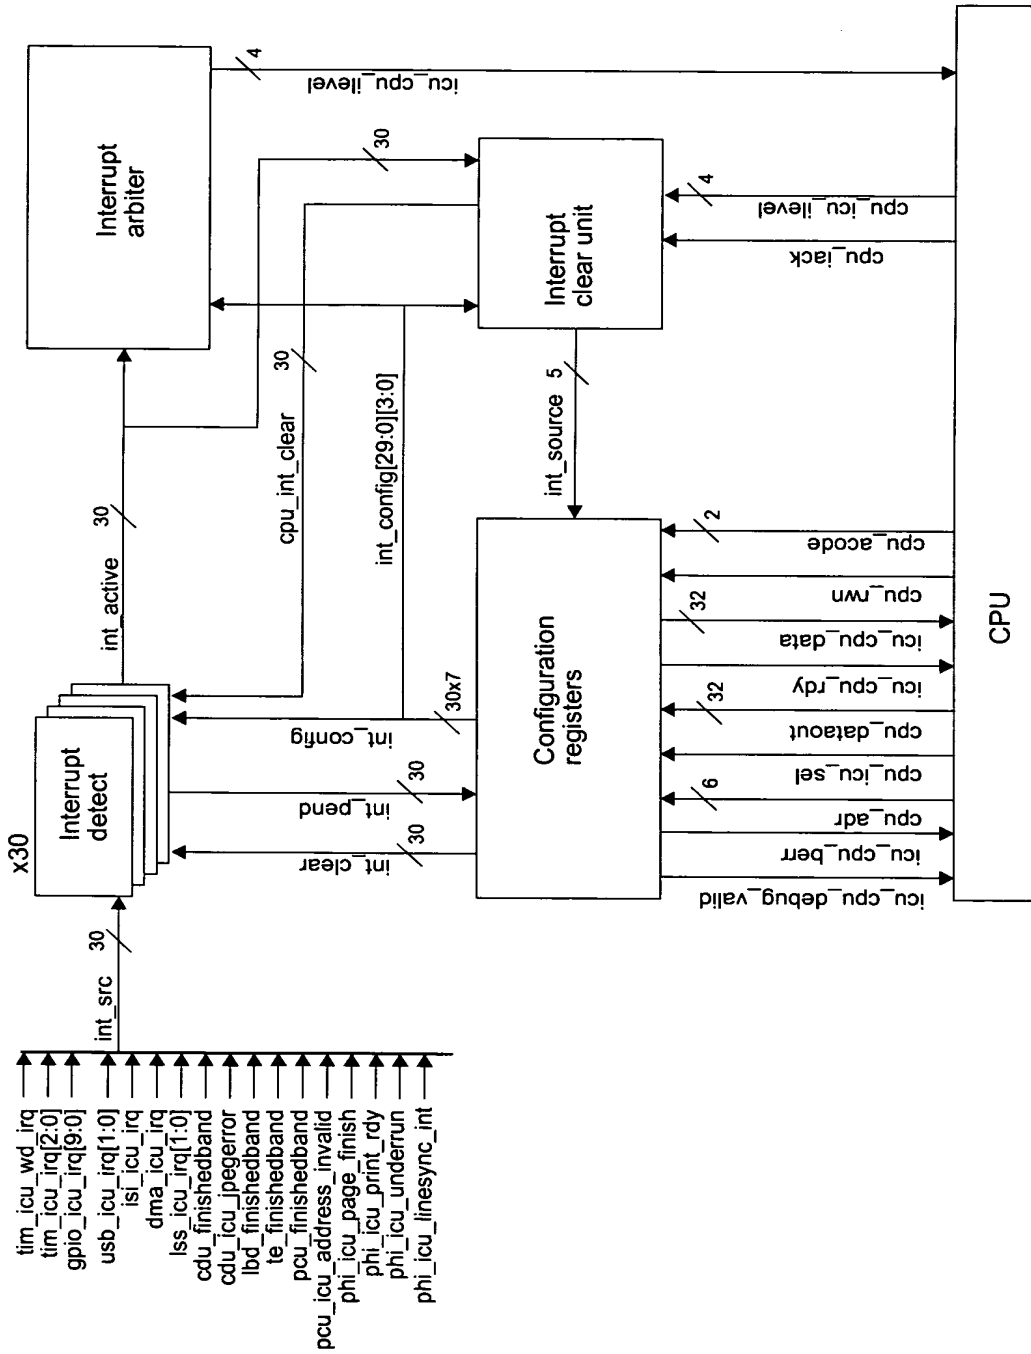 tim_icu_wd_irq
tim_icu_irq[2:0]
gpio_icu_irq[9:0]
usb_icu_irq[1:0]
isi_icu_irq
dma_icu_irq
lss_icu_irq[1:0]
cdu_finishedband
cdu_icu_jpegerror
lbd_finishedband
te_finishedband
pcu_finishedband
pcu_icu_address_invalid
phi_icu_page_finish
phi_icu_print_rdy
phi_icu_underrun
phi_icu_linesync_int
int_src
30
x30
Interrupt
detect
int_active
30
Interrupt
arbiter
4
icu_cpu_ilevel
30
cpu_int_clear
30
int_config[29:0][3:0]
int_clear
30
int_pend
30
int_config
30x7
Interrupt
clear unit
int_source
5
cpu_iack
cpu_icu_ilevel
4
Configuration
registers
icu_cpu_debug_valid
icu_cpu_berr
cpu_adr
6
cpu_icu_sel
cpu_dataout
32
icu_cpu_rdy
icu_cpu_data
32
cpu_rwn
cpu_acode
2
CPU